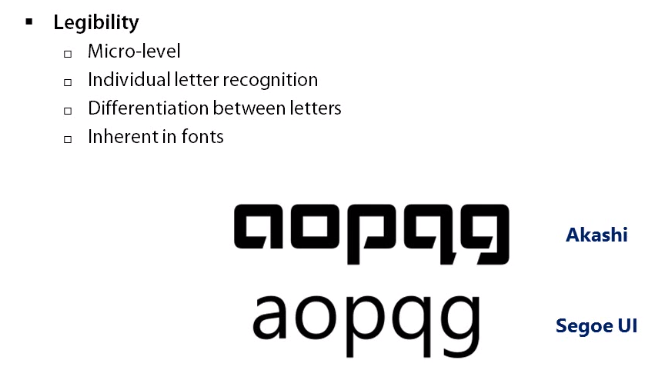 Legibility
Micro-level
Individual letter recognition
Differentiation between letters
Inherent in fonts
aopqg Akashi
aopqg Segoe UI